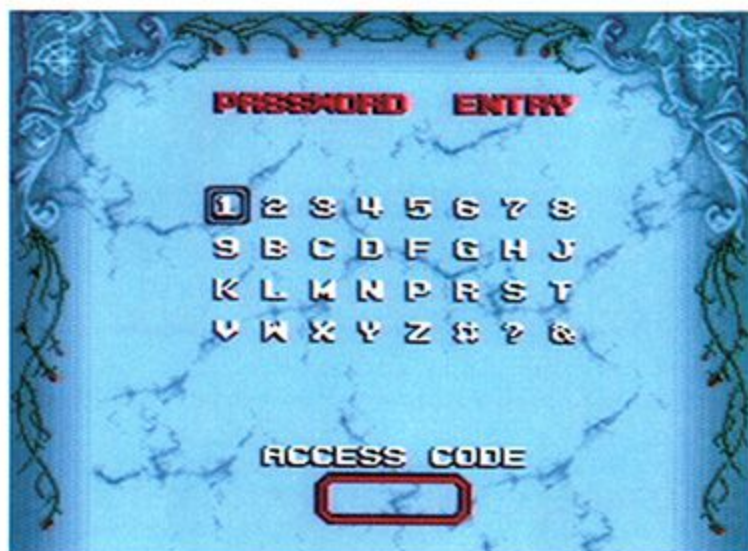 PASSWORD ENTRY
1 2 3 4 5 6 7 8
9 B C D F G H J
K L M N P R S T
V W X Y Z # ? &
ACCESS CODE